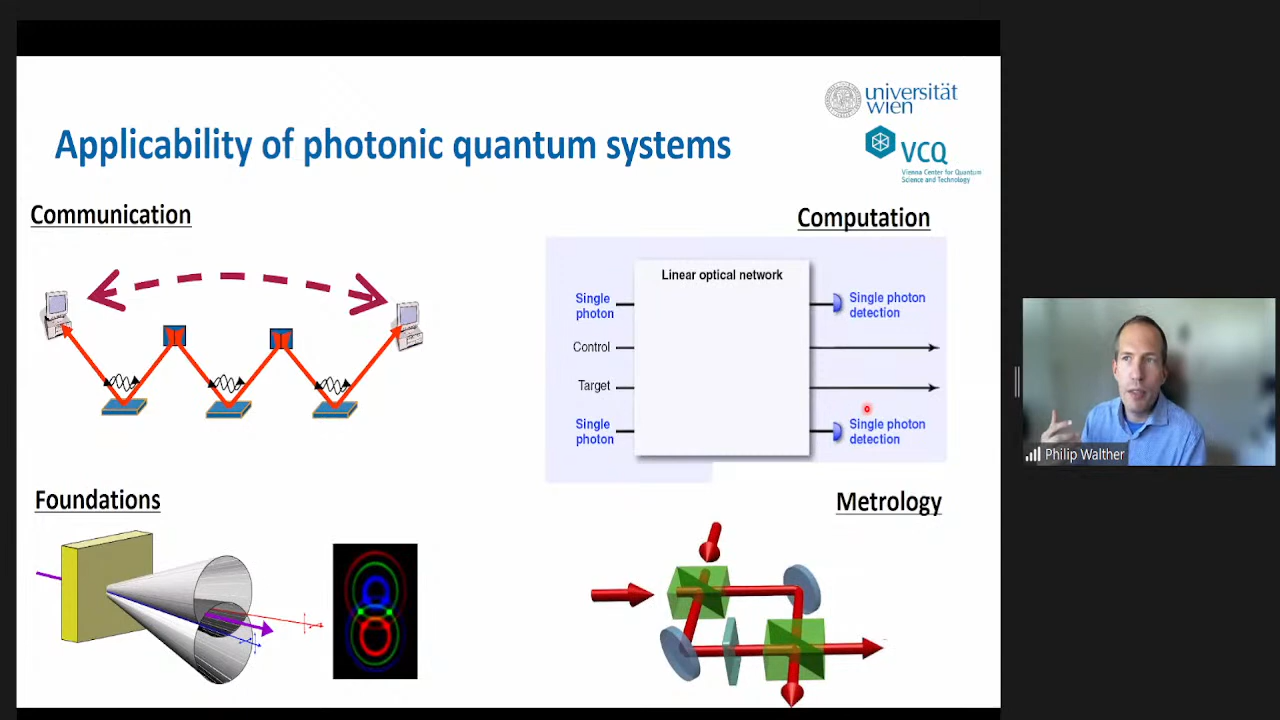 universität
wien
VCQ
Vienna Center for Quantum
Science and Technology
Applicability of photonic quantum systems
Communication
Computation
Linear optical network
Single
photon
Control
Target
Single
photon
Single photon
detection
Single photon
detection
Foundations
Metrology
Philip Walther